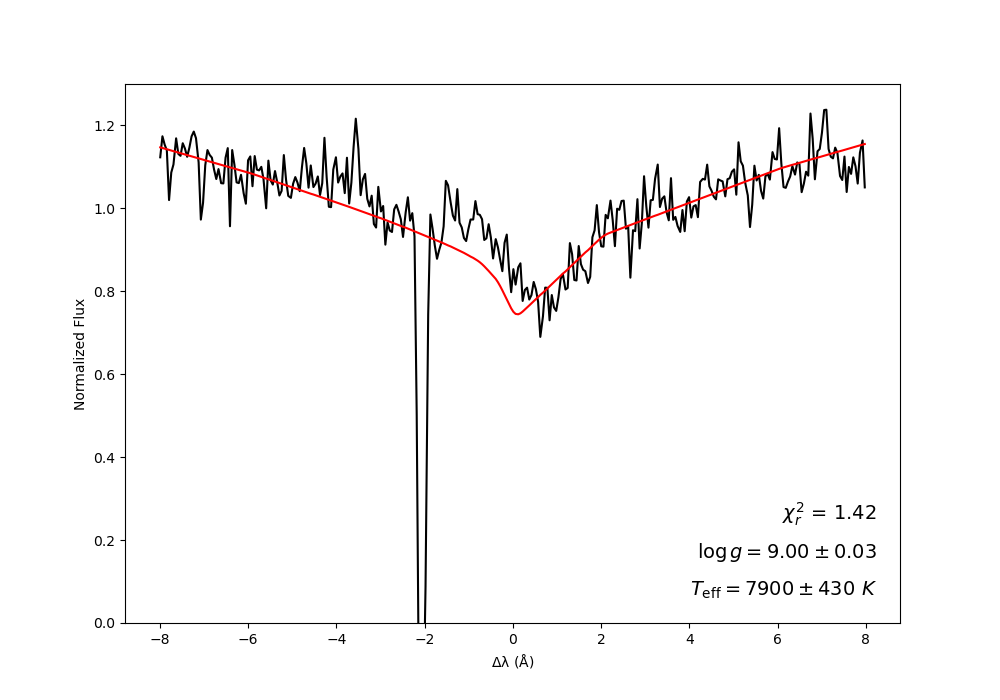 1.2
1.0
0.8
0.6
0.4
0.2
0.0
Normalized Flux
χ²ᵣ = 1.42
log g = 9.00 ± 0.03
T_eff = 7900 ± 430 K
−8 −6 −4 −2 0 2 4 6 8
Δλ (Å)